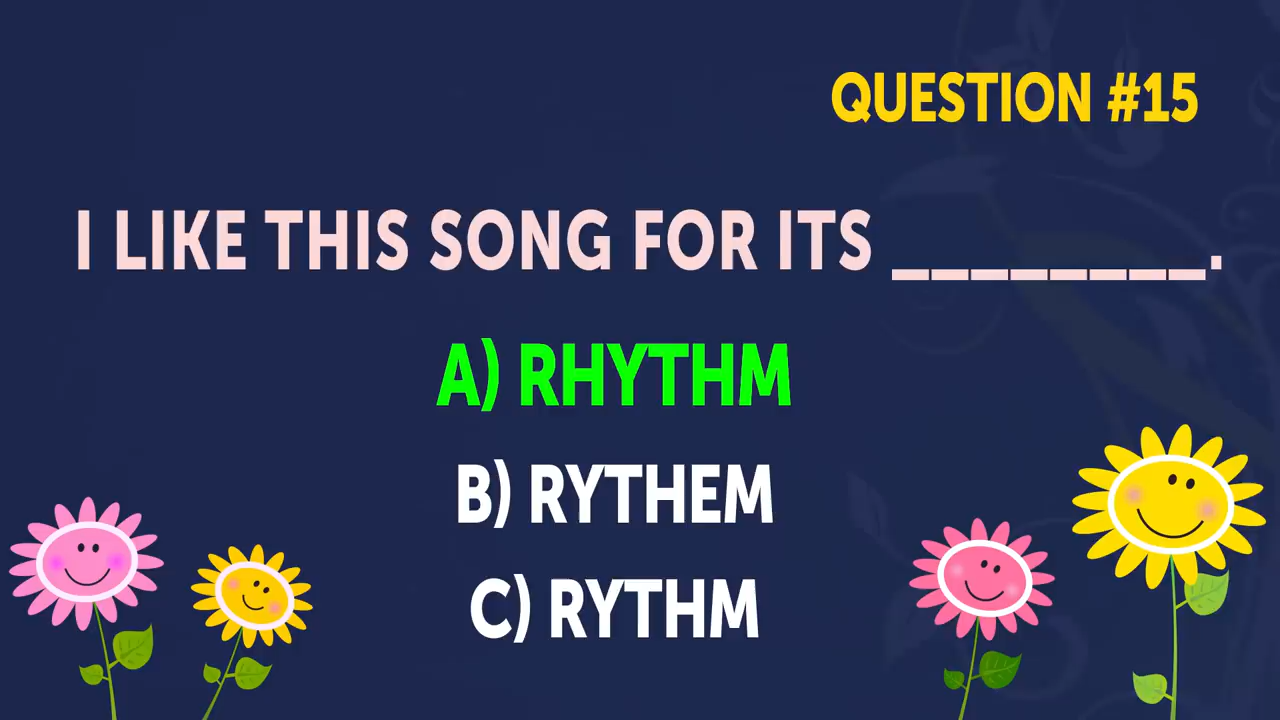 QUESTION #15
I LIKE THIS SONG FOR ITS ________.
A) RHYTHM
B) RYTHEM
C) RYTHM